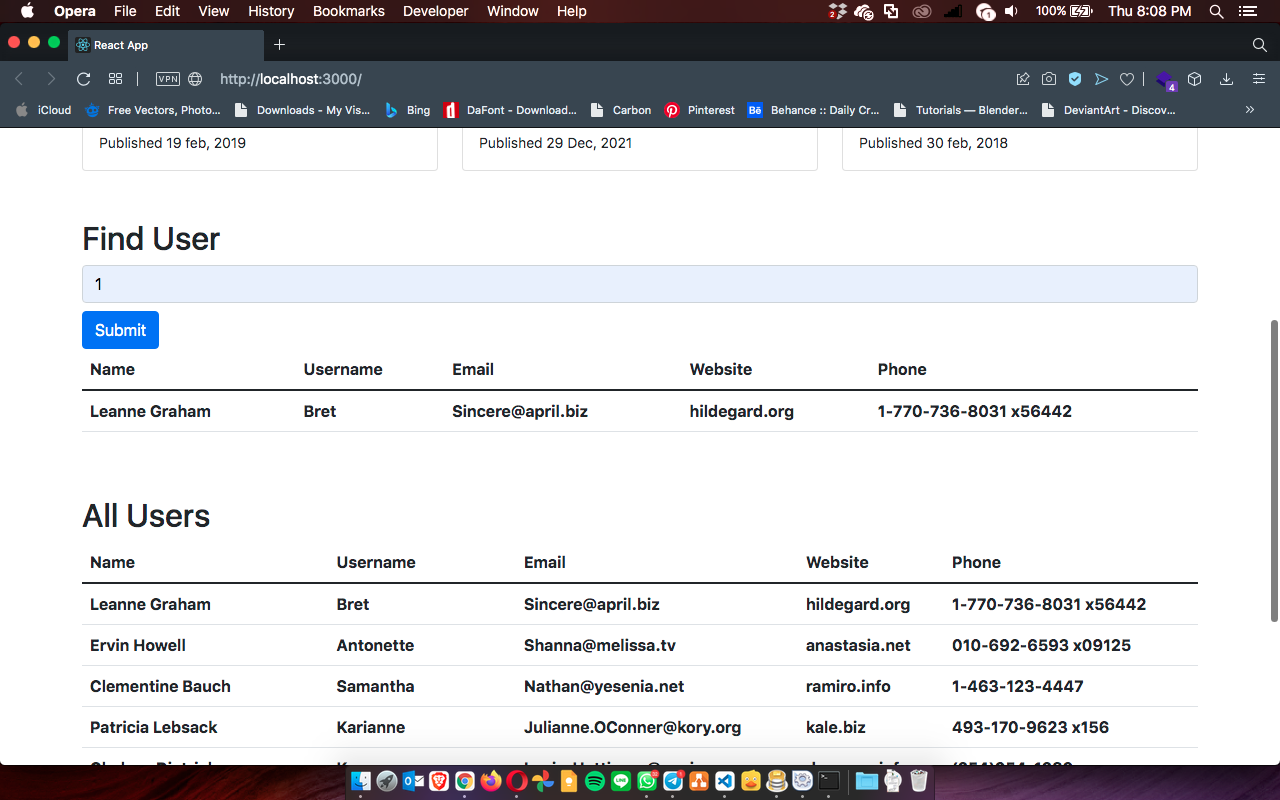 Opera File Edit View History Bookmarks Developer Window Help 2 1 100% Thu 8:08 PM
React App
VPN http://localhost:3000/ 4
iCloud Free Vectors, Photo... Downloads - My Vis... Bing DaFont - Download... Carbon Pinterest Bē Behance :: Daily Cr... Tutorials — Blender... DeviantArt - Discov...
Published 19 feb, 2019 Published 29 Dec, 2021 Published 30 feb, 2018
Find User
1
Submit
Name Username Email Website Phone
Leanne Graham Bret Sincere@april.biz hildegard.org 1-770-736-8031 x56442
All Users
Name Username Email Website Phone
Leanne Graham Bret Sincere@april.biz hildegard.org 1-770-736-8031 x56442
Ervin Howell Antonette Shanna@melissa.tv anastasia.net 010-692-6593 x09125
Clementine Bauch Samantha Nathan@yesenia.net ramiro.info 1-463-123-4447
Patricia Lebsack Karianne Julianne.OConner@kory.org kale.biz 493-170-9623 x156